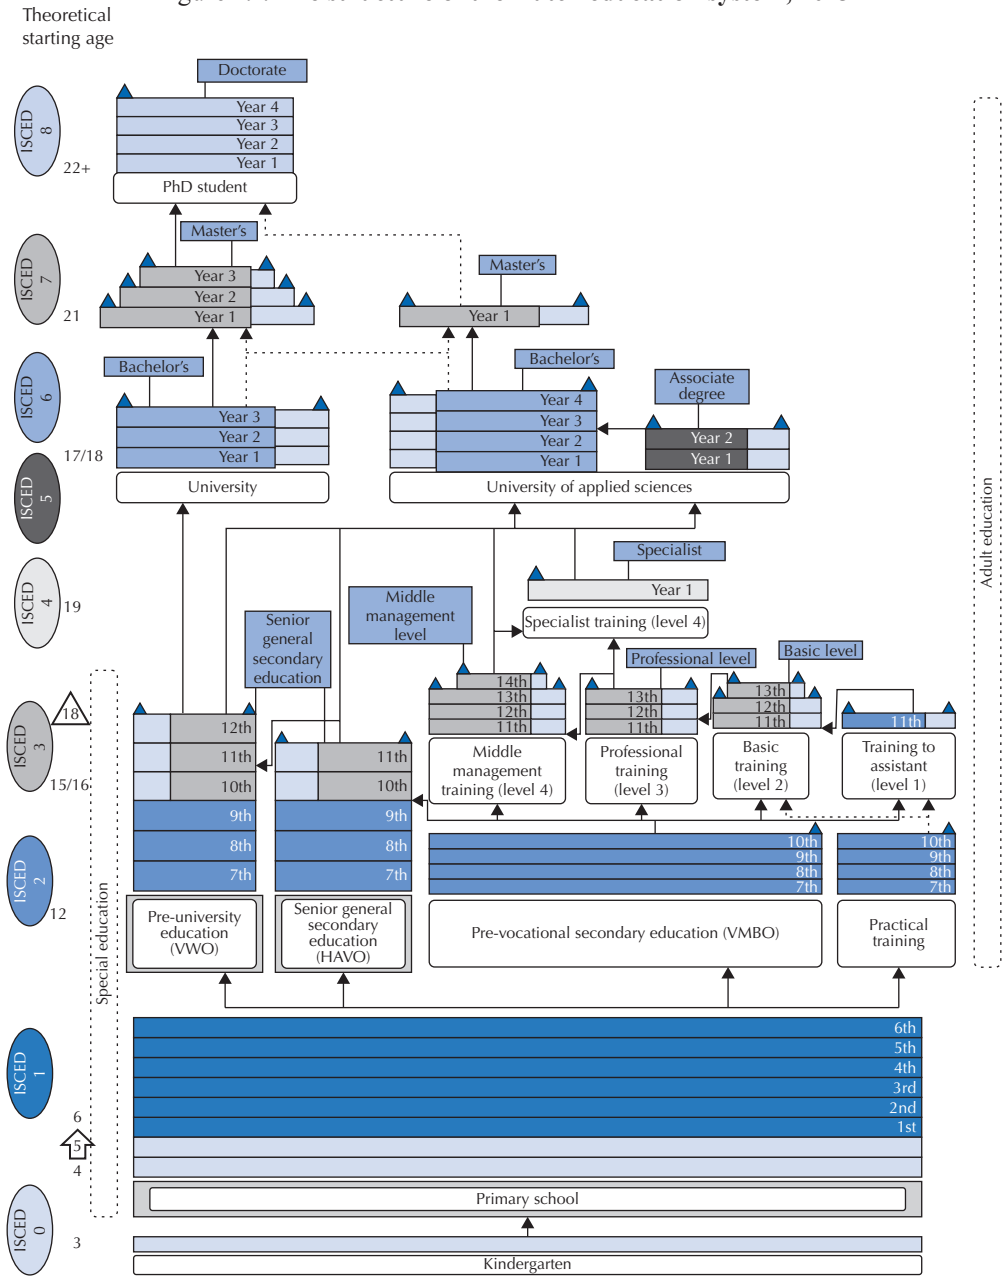 Theoretical
starting age
Doctorate
ISCED
8
Year 4
Year 3
Year 2
Year 1
22+
PhD student
Master's
Master's
ISCED
7
Year 3
Year 2
Year 1
Year 1
21
Bachelor's
Bachelor's
Associate
degree
ISCED
6
Year 3
Year 2
Year 1
Year 4
Year 3
Year 2
Year 1
Year 2
Year 1
17/18
University
University of applied sciences
ISCED
5
Adult education
Specialist
Year 1
ISCED
4
19
Specialist training (level 4)
Middle
management
level
Senior
general
secondary
education
Professional level
Basic level
18
ISCED
3
15/16
12th
11th
10th
9th
8th
7th
11th
10th
9th
8th
7th
14th
13th
12th
11th
13th
12th
11th
13th
12th
11th
11th
Middle
management
training (level 4)
Professional
training
(level 3)
Basic
training
(level 2)
Training to
assistant
(level 1)
10th
9th
8th
7th
10th
9th
8th
7th
ISCED
2
12
Pre-university
education
(VWO)
Senior general
secondary
education
(HAVO)
Pre-vocational secondary education (VMBO)
Practical
training
Special education
ISCED
1
6th
5th
4th
3rd
2nd
1st
6
5
4
Primary school
ISCED
0
3
Kindergarten